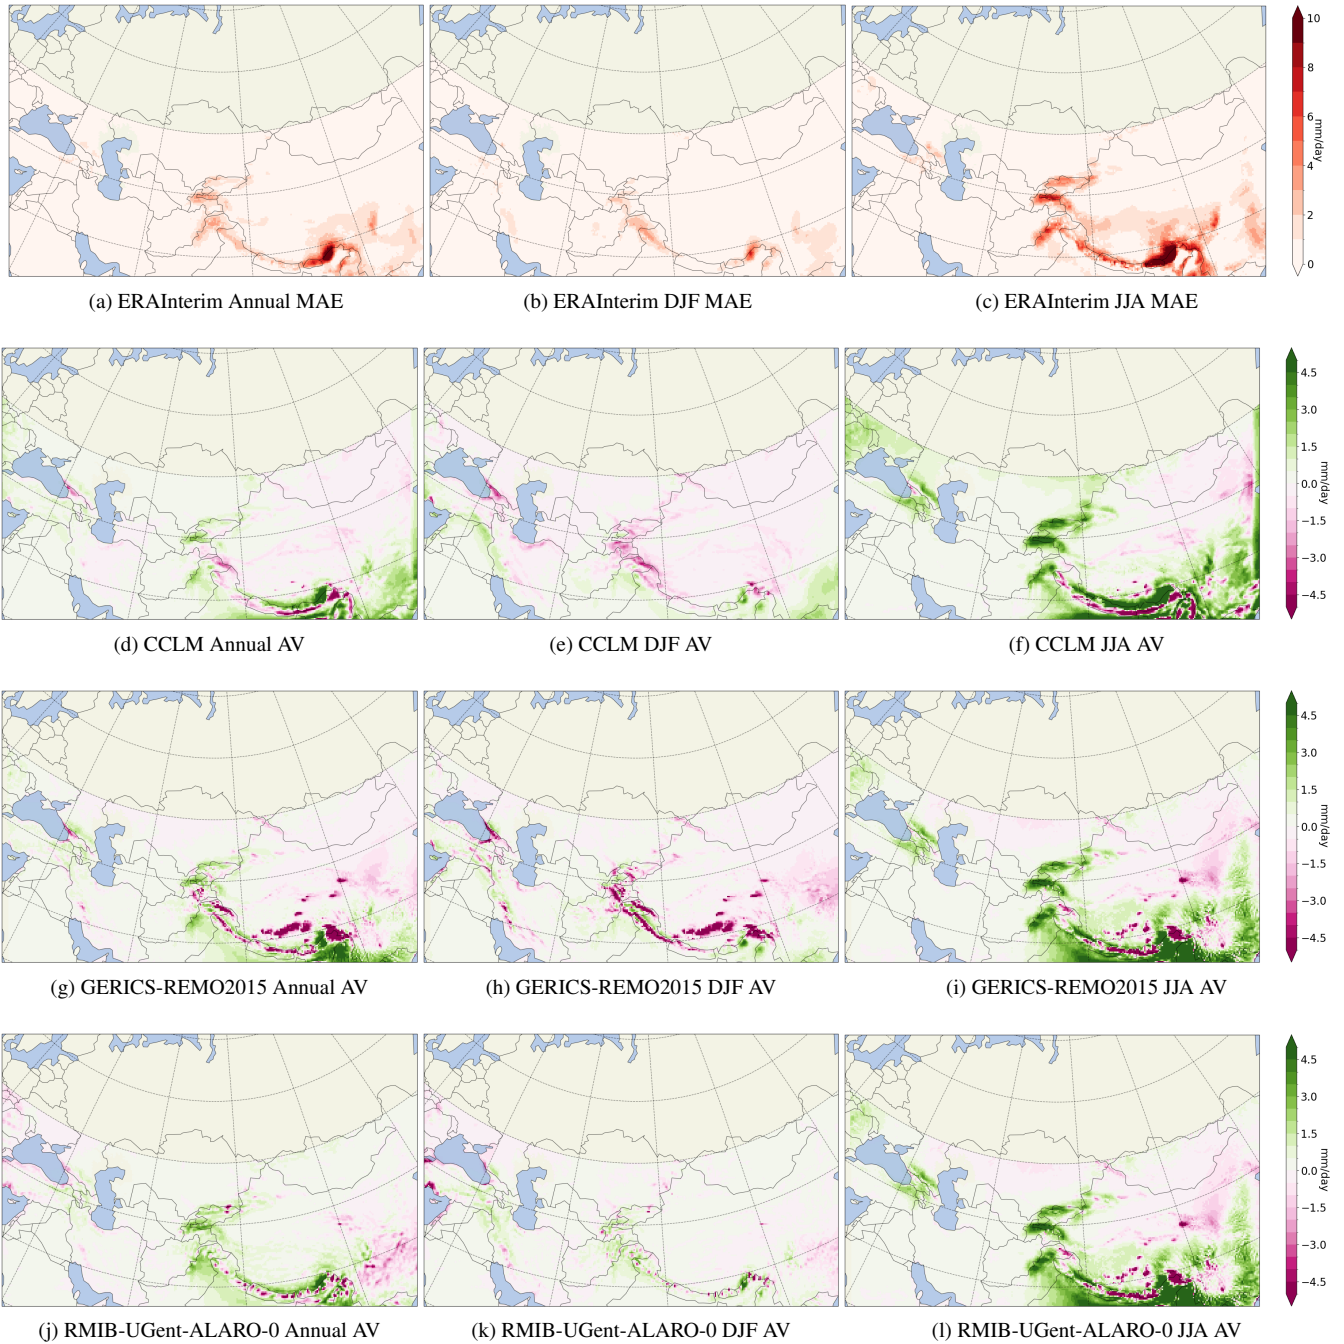 10
8
6
4
2
0
mm/day
(a) ERAInterim Annual MAE
(b) ERAInterim DJF MAE
(c) ERAInterim JJA MAE
4.5
3.0
1.5
0.0
−1.5
−3.0
−4.5
mm/day
(d) CCLM Annual AV
(e) CCLM DJF AV
(f) CCLM JJA AV
4.5
3.0
1.5
0.0
−1.5
−3.0
−4.5
mm/day
(g) GERICS-REMO2015 Annual AV
(h) GERICS-REMO2015 DJF AV
(i) GERICS-REMO2015 JJA AV
4.5
3.0
1.5
0.0
−1.5
−3.0
−4.5
mm/day
(j) RMIB-UGent-ALARO-0 Annual AV
(k) RMIB-UGent-ALARO-0 DJF AV
(l) RMIB-UGent-ALARO-0 JJA AV